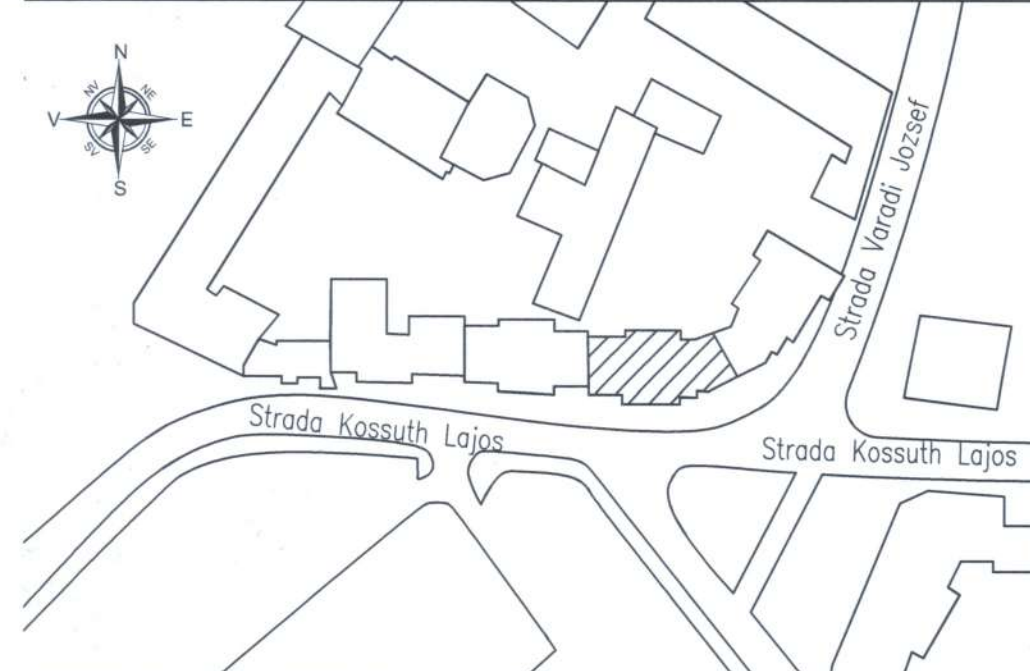 N
NV
NE
V
E
SV
SE
S
Strada Varadi Jozsef
Strada Kossuth Lajos
Strada Kossuth Lajos